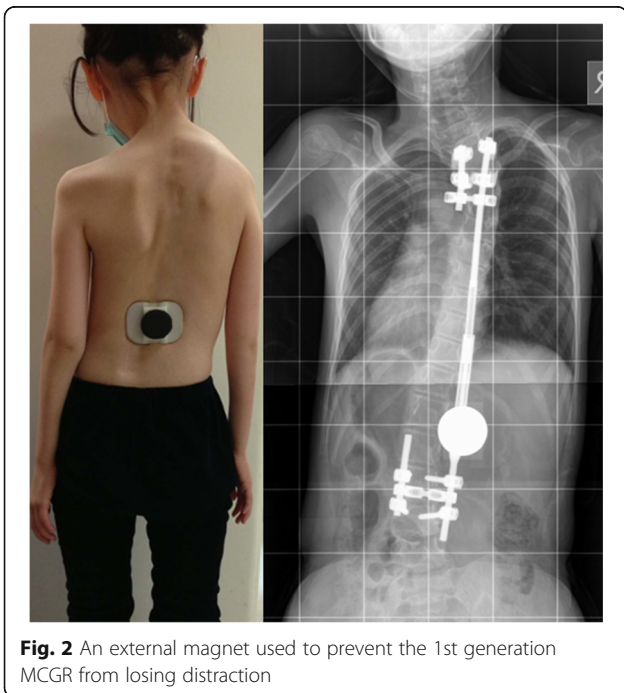 R
Fig. 2 An external magnet used to prevent the 1st generation
MCGR from losing distraction